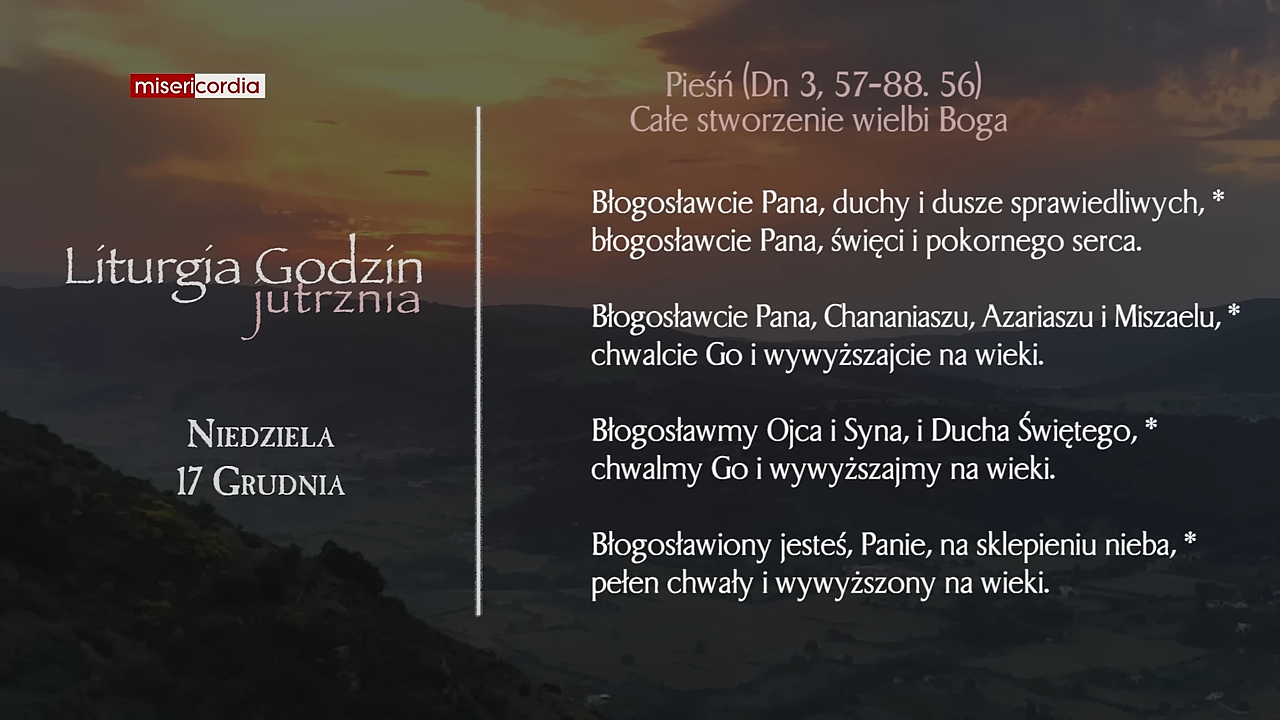 misericordia
Liturgia Godzin
jutrznia
Niedziela
17 Grudnia
Pieśń (Dn 3, 57-88. 56)
Całe stworzenie wielbi Boga
Błogosławcie Pana, duchy i dusze sprawiedliwych, *
błogosławcie Pana, święci i pokornego serca.
Błogosławcie Pana, Chananiaszu, Azariaszu i Miszaelu, *
chwalcie Go i wywyższajcie na wieki.
Błogosławmy Ojca i Syna, i Ducha Świętego, *
chwalmy Go i wywyższajmy na wieki.
Błogosławiony jesteś, Panie, na sklepieniu nieba, *
pełen chwały i wywyższony na wieki.